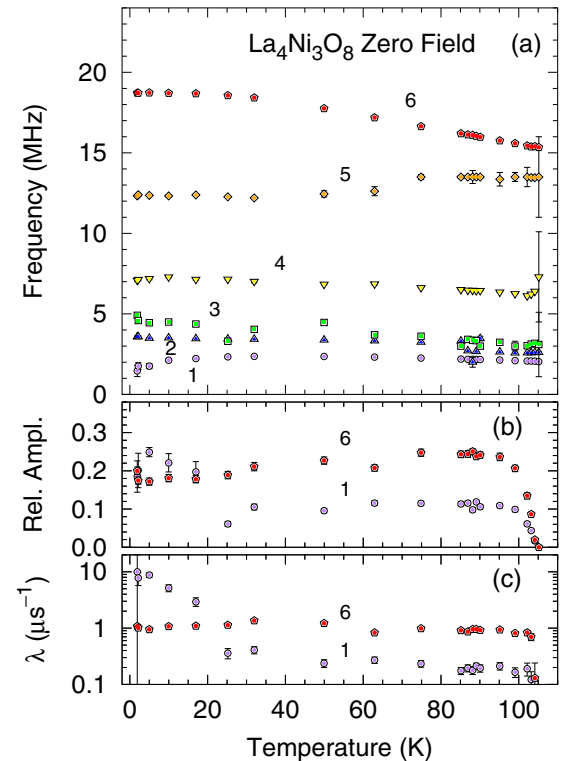 La4Ni3O8 Zero Field (a)
Frequency (MHz)
20
15
10
5
0
6
5
4
3
2
1
(b)
Rel. Ampl.
0.3
0.2
0.1
0.0
6
1
(c)
λ (μs−1)
10
1
0.1
6
1
0 20 40 60 80 100
Temperature (K)